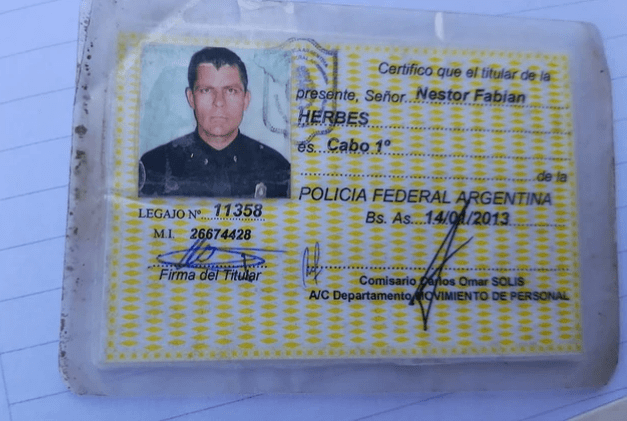 Certifico que el titular de la
presente, Señor Nestor Fabian
HERBES
es Cabo 1º
de la
POLICIA FEDERAL ARGENTINA
Bs. As. 14/01/2013
LEGAJO Nº 11358
M.I. 26674428
Firma del Titular
Comisario Carlos Omar SOLIS
A/C Departamento MOVIMIENTO DE PERSONAL